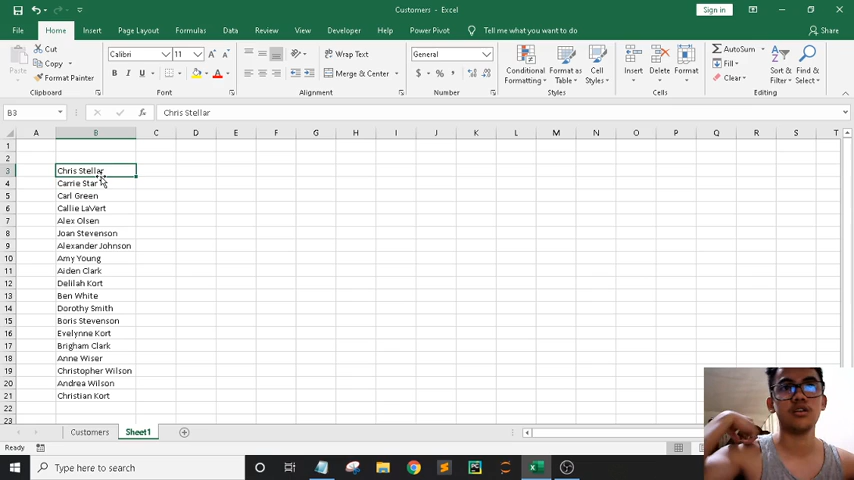 Customers - Excel
Sign in
File Home Insert Page Layout Formulas Data Review View Developer Help Power Pivot Tell me what you want to do Share
Paste
Cut
Copy
Format Painter
Clipboard
Calibri 11
B I U
Font
Wrap Text
Merge & Center
Alignment
General
$ % ,
Number
Conditional Formatting
Format as Table
Cell Styles
Styles
Insert Delete Format
Cells
AutoSum
Fill
Clear
Sort & Filter
Find & Select
Editing
B3 fx Chris Stellar
A B C D E F G H I J K L M N O P Q R S T
1
2
3 Chris Stellar
4 Carrie Star
5 Carl Green
6 Callie LaVert
7 Alex Olsen
8 Joan Stevenson
9 Alexander Johnson
10 Amy Young
11 Aiden Clark
12 Delilah Kort
13 Ben White
14 Dorothy Smith
15 Boris Stevenson
16 Evelynne Kort
17 Brigham Clark
18 Anne Wiser
19 Christopher Wilson
20 Andrea Wilson
21 Christian Kort
22
23
Customers Sheet1
Ready
Type here to search